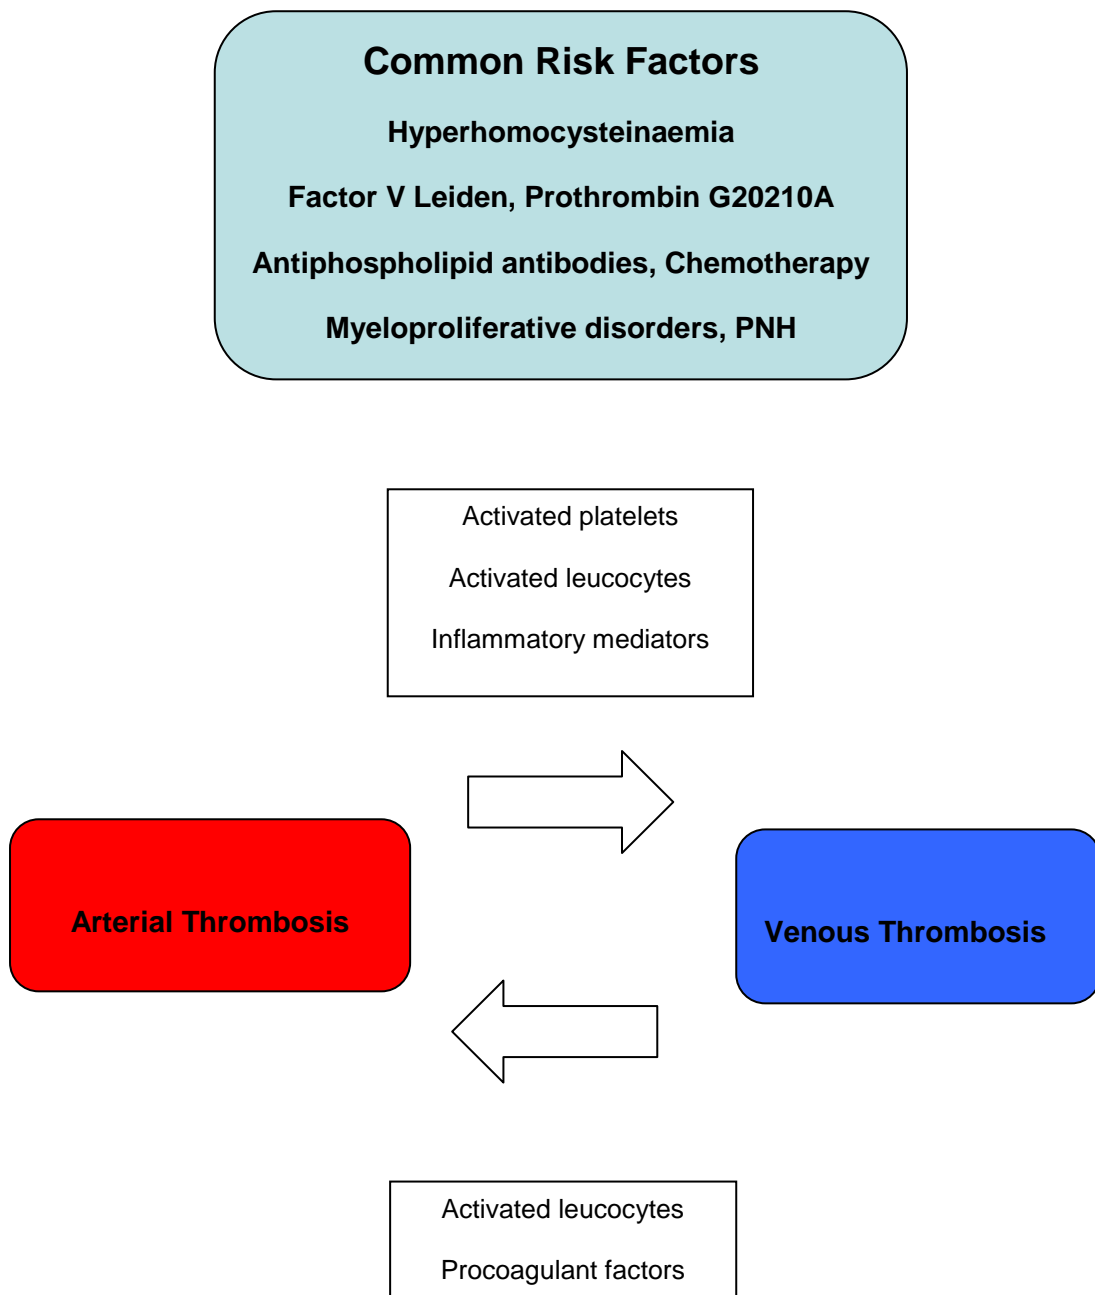 Common Risk Factors
Hyperhomocysteinaemia
Factor V Leiden, Prothrombin G20210A
Antiphospholipid antibodies, Chemotherapy
Myeloproliferative disorders, PNH
Activated platelets
Activated leucocytes
Inflammatory mediators
Arterial Thrombosis
Venous Thrombosis
Activated leucocytes
Procoagulant factors